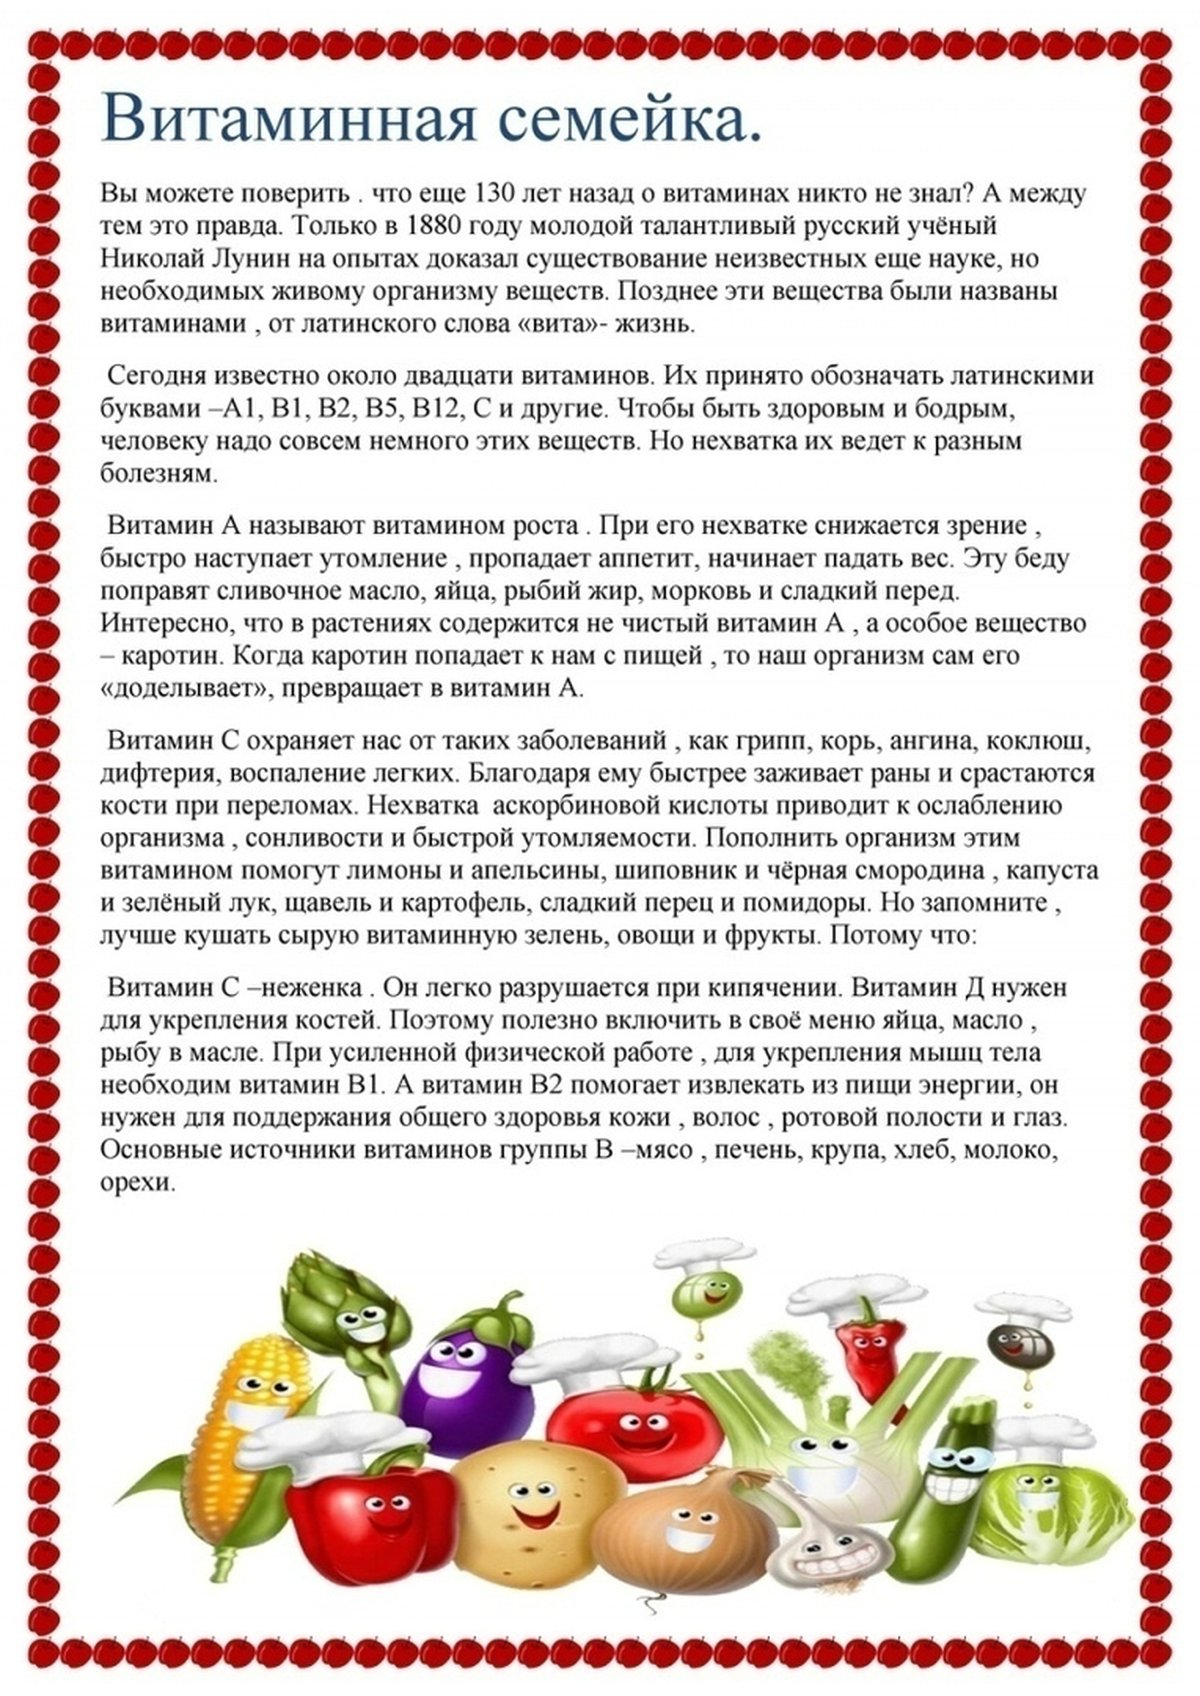 Витаминная семейка.
Вы можете поверить . что еще 130 лет назад о витаминах никто не знал? А между
тем это правда. Только в 1880 году молодой талантливый русский учёный
Николай Лунин на опытах доказал существование неизвестных еще науке, но
необходимых живому организму веществ. Позднее эти вещества были названы
витаминами , от латинского слова «вита»- жизнь.
Сегодня известно около двадцати витаминов. Их принято обозначать латинскими
буквами –А1, В1, В2, В5, В12, С и другие. Чтобы быть здоровым и бодрым,
человеку надо совсем немного этих веществ. Но нехватка их ведет к разным
болезням.
Витамин А называют витамином роста . При его нехватке снижается зрение ,
быстро наступает утомление , пропадает аппетит, начинает падать вес. Эту беду
поправят сливочное масло, яйца, рыбий жир, морковь и сладкий перед.
Интересно, что в растениях содержится не чистый витамин А , а особое вещество
– каротин. Когда каротин попадает к нам с пищей , то наш организм сам его
«доделывает», превращает в витамин А.
Витамин С охраняет нас от таких заболеваний , как грипп, корь, ангина, коклюш,
дифтерия, воспаление легких. Благодаря ему быстрее заживает раны и срастаются
кости при переломах. Нехватка  аскорбиновой кислоты приводит к ослаблению
организма , сонливости и быстрой утомляемости. Пополнить организм этим
витамином помогут лимоны и апельсины, шиповник и чёрная смородина , капуста
и зелёный лук, щавель и картофель, сладкий перец и помидоры. Но запомните ,
лучше кушать сырую витаминную зелень, овощи и фрукты. Потому что:
Витамин С –неженка . Он легко разрушается при кипячении. Витамин Д нужен
для укрепления костей. Поэтому полезно включить в своё меню яйца, масло ,
рыбу в масле. При усиленной физической работе , для укрепления мышц тела
необходим витамин В1. А витамин В2 помогает извлекать из пищи энергии, он
нужен для поддержания общего здоровья кожи , волос , ротовой полости и глаз.
Основные источники витаминов группы В –мясо , печень, крупа, хлеб, молоко,
орехи.